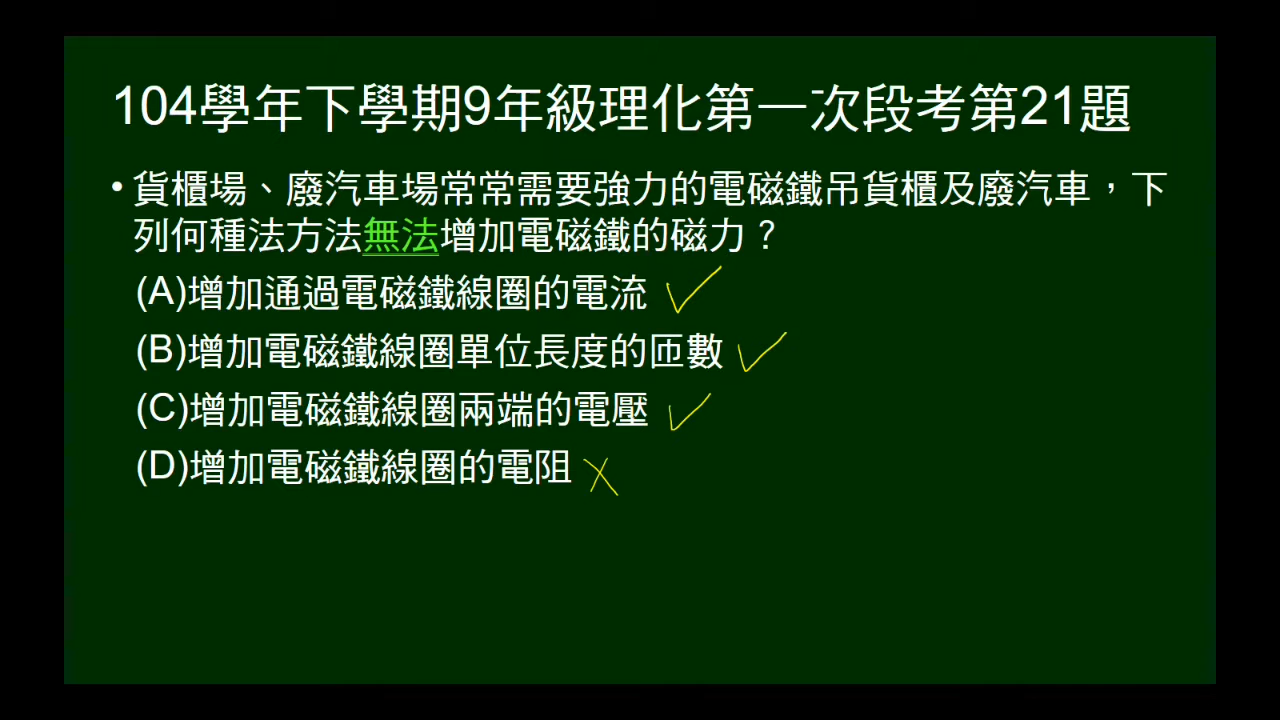 104學年下學期9年級理化第一次段考第21題
• 貨櫃場、廢汽車場常常需要強力的電磁鐵吊貨櫃及廢汽車，下
列何種法方法無法增加電磁鐵的磁力？
(A)增加通過電磁鐵線圈的電流
(B)增加電磁鐵線圈單位長度的匝數
(C)增加電磁鐵線圈兩端的電壓
(D)增加電磁鐵線圈的電阻